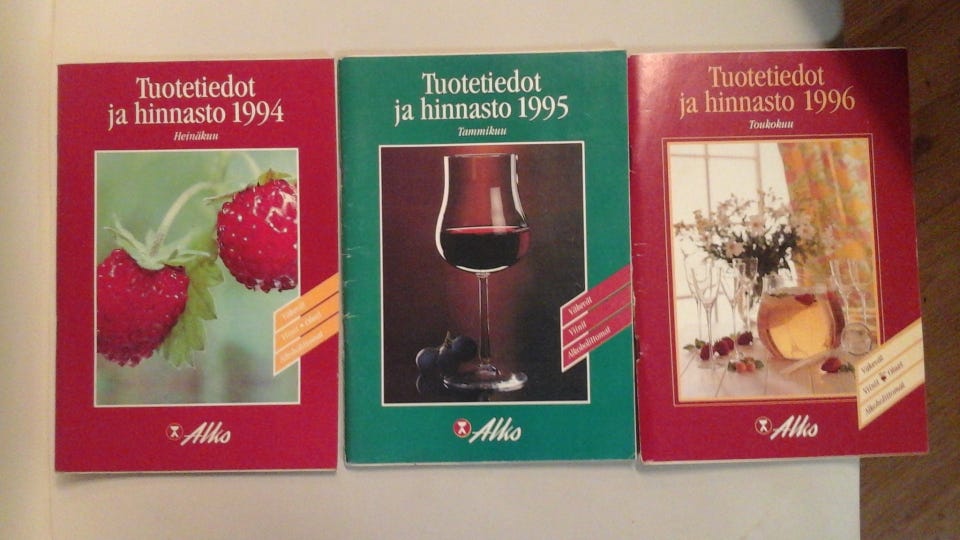 Tuotetiedot
ja hinnasto 1994
Heinäkuu
Väkevät
Viinit • Oluet
Alkoholittomat
Alko
Tuotetiedot
ja hinnasto 1995
Tammikuu
Väkevät
Viinit
Alkoholittomat
Alko
Tuotetiedot
ja hinnasto 1996
Toukokuu
Väkevät
Viinit Oluet
Alkoholittomat
Alko